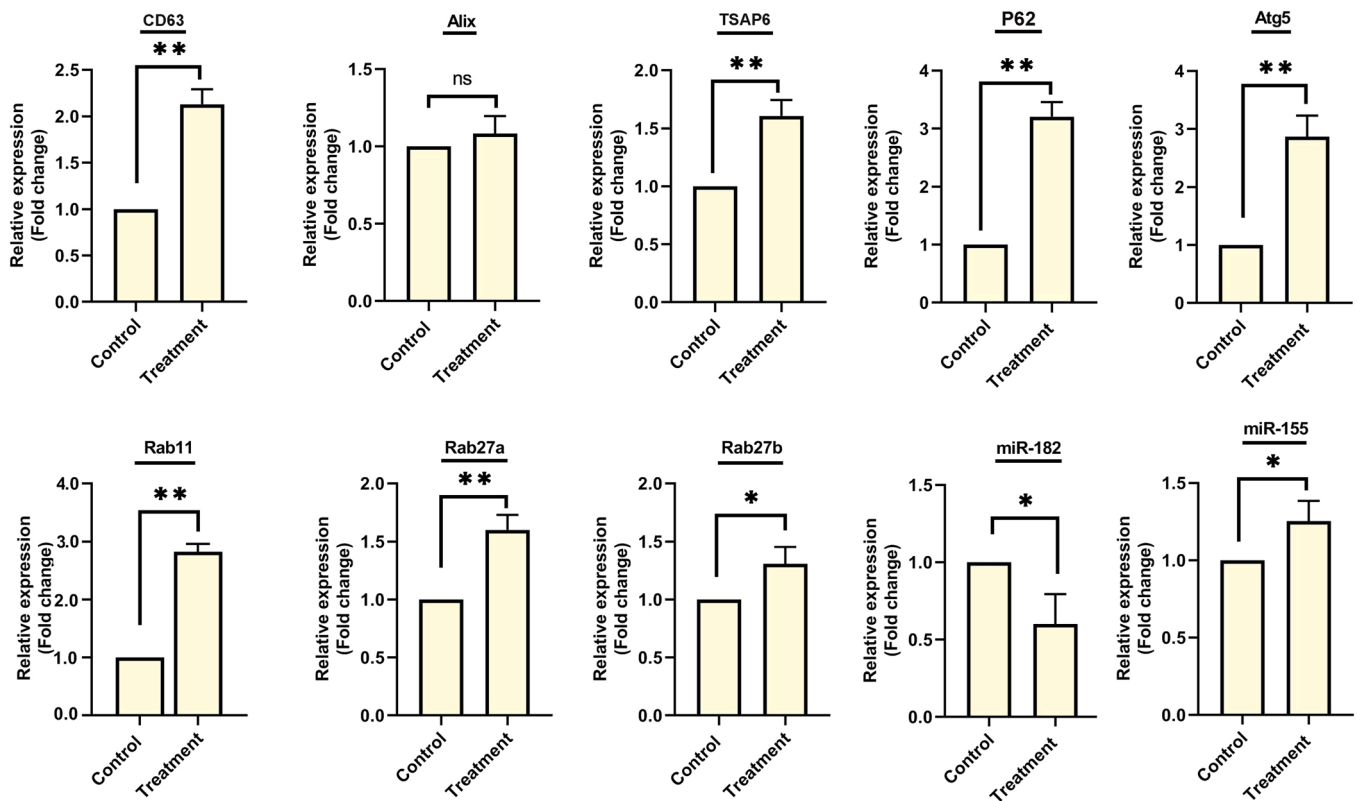 CD63
**
Relative expression
(Fold change)
2.5
2.0
1.5
1.0
0.5
0.0
Control
Treatment
Alix
ns
Relative expression
(Fold change)
1.5
1.0
0.5
0.0
Control
Treatment
TSAP6
**
Relative expression
(Fold change)
2.0
1.5
1.0
0.5
0.0
Control
Treatment
P62
**
Relative expression
(Fold change)
4
3
2
1
0
Control
Treatment
Atg5
**
Relative expression
(Fold change)
4
3
2
1
0
Control
Treatment
Rab11
**
Relative expression
(Fold change)
4.0
3.0
2.0
1.0
0.0
Control
Treatment
Rab27a
**
Relative expression
(Fold change)
2.0
1.5
1.0
0.5
0.0
Control
Treatment
Rab27b
*
Relative expression
(Fold change)
2.0
1.5
1.0
0.5
0.0
Control
Treatment
miR-182
*
Relative expression
(Fold change)
1.5
1.0
0.5
0.0
Control
Treatment
miR-155
*
Relative expression
(Fold change)
1.5
1.0
0.5
0.0
Control
Treatment